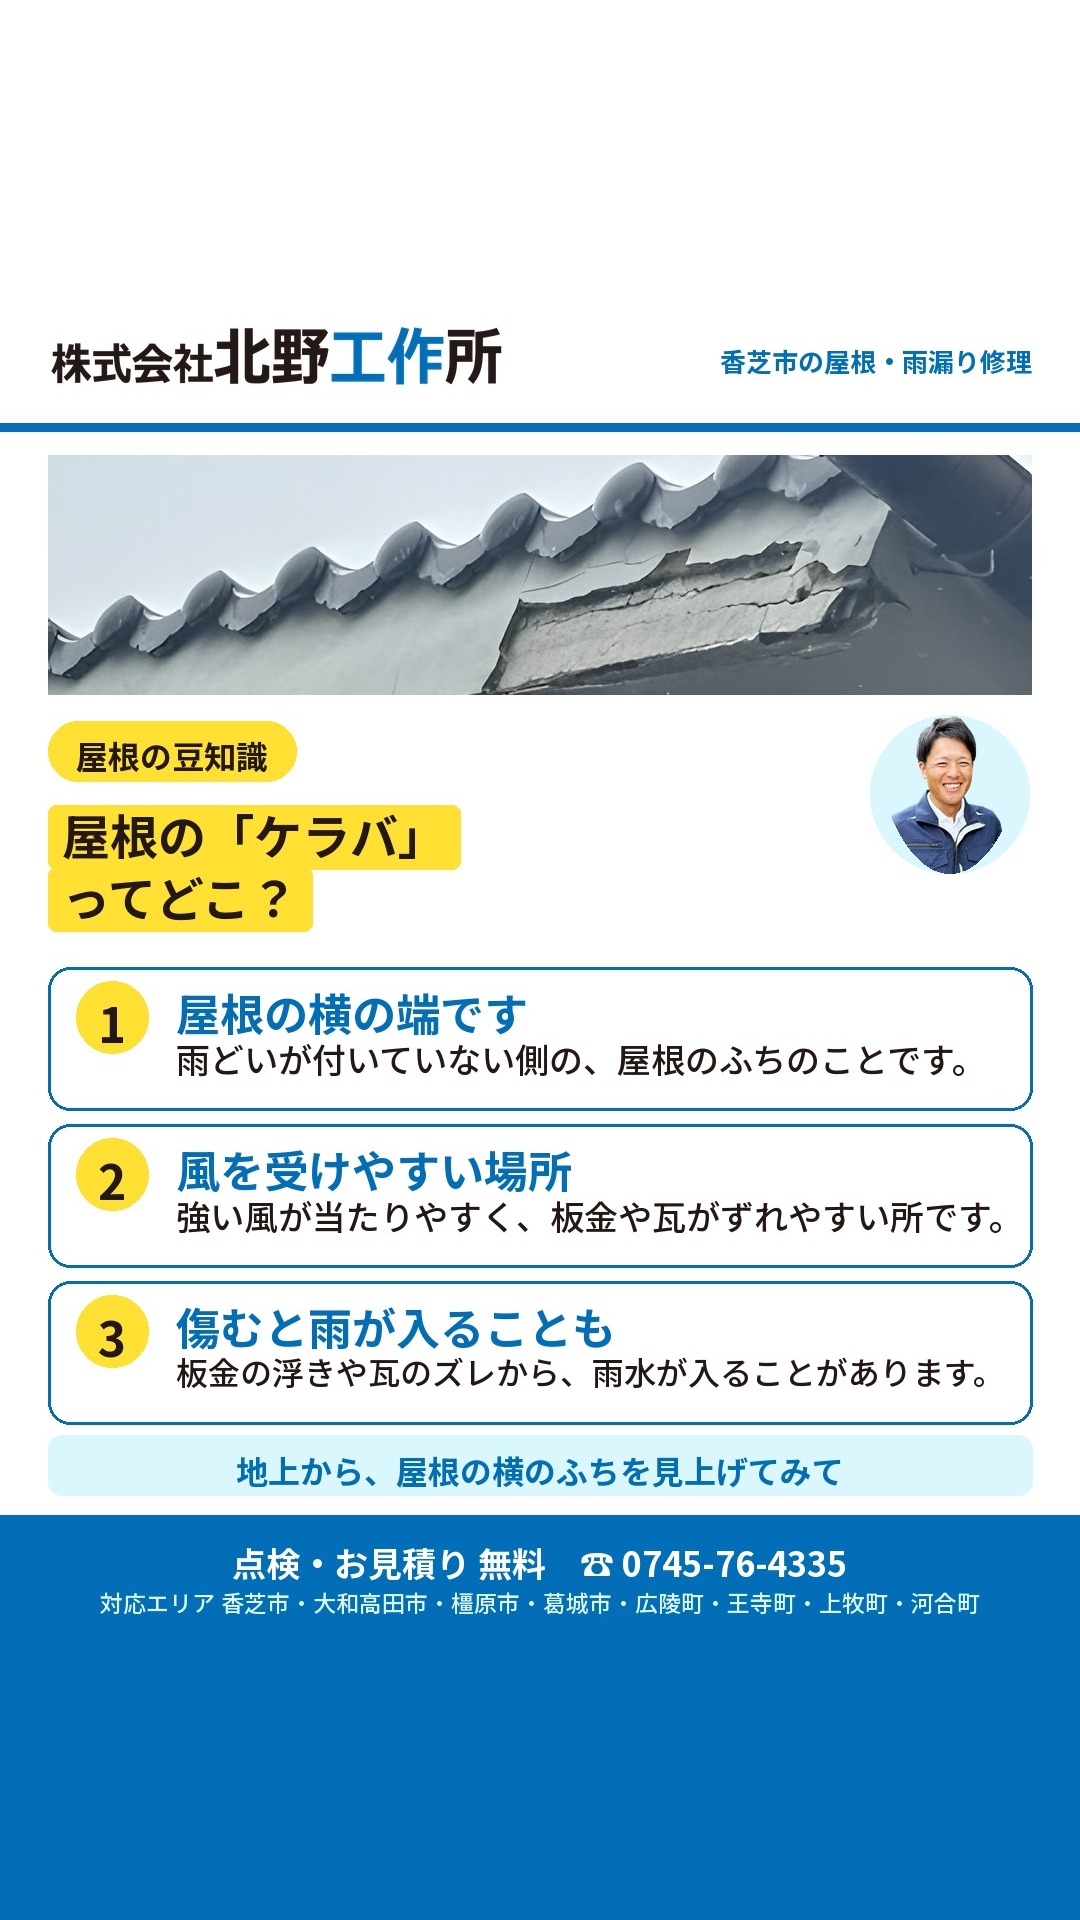 株式会社北野工作所
香芝市の屋根・雨漏り修理
屋根の豆知識
屋根の「ケラバ」
ってどこ？
1
屋根の横の端です
雨どいが付いていない側の、屋根のふちのことです。
2
風を受けやすい場所
強い風が当たりやすく、板金や瓦がずれやすい所です。
3
傷むと雨が入ることも
板金の浮きや瓦のズレから、雨水が入ることがあります。
地上から、屋根の横のふちを見上げてみて
点検・お見積り 無料　☎ 0745-76-4335
対応エリア 香芝市・大和高田市・橿原市・葛城市・広陵町・王寺町・上牧町・河合町